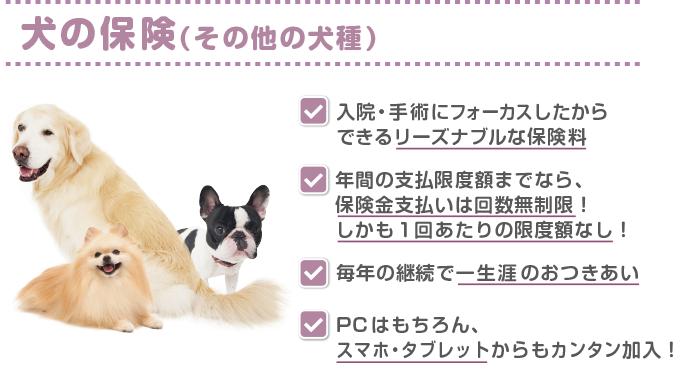 犬の保険(その他の犬種)
入院・手術にフォーカスしたから
できるリーズナブルな保険料
年間の支払限度額までなら、
保険金支払いは回数無制限！
しかも１回あたりの限度額なし！
毎年の継続で一生涯のおつきあい
PCはもちろん、
スマホ・タブレットからもカンタン加入！